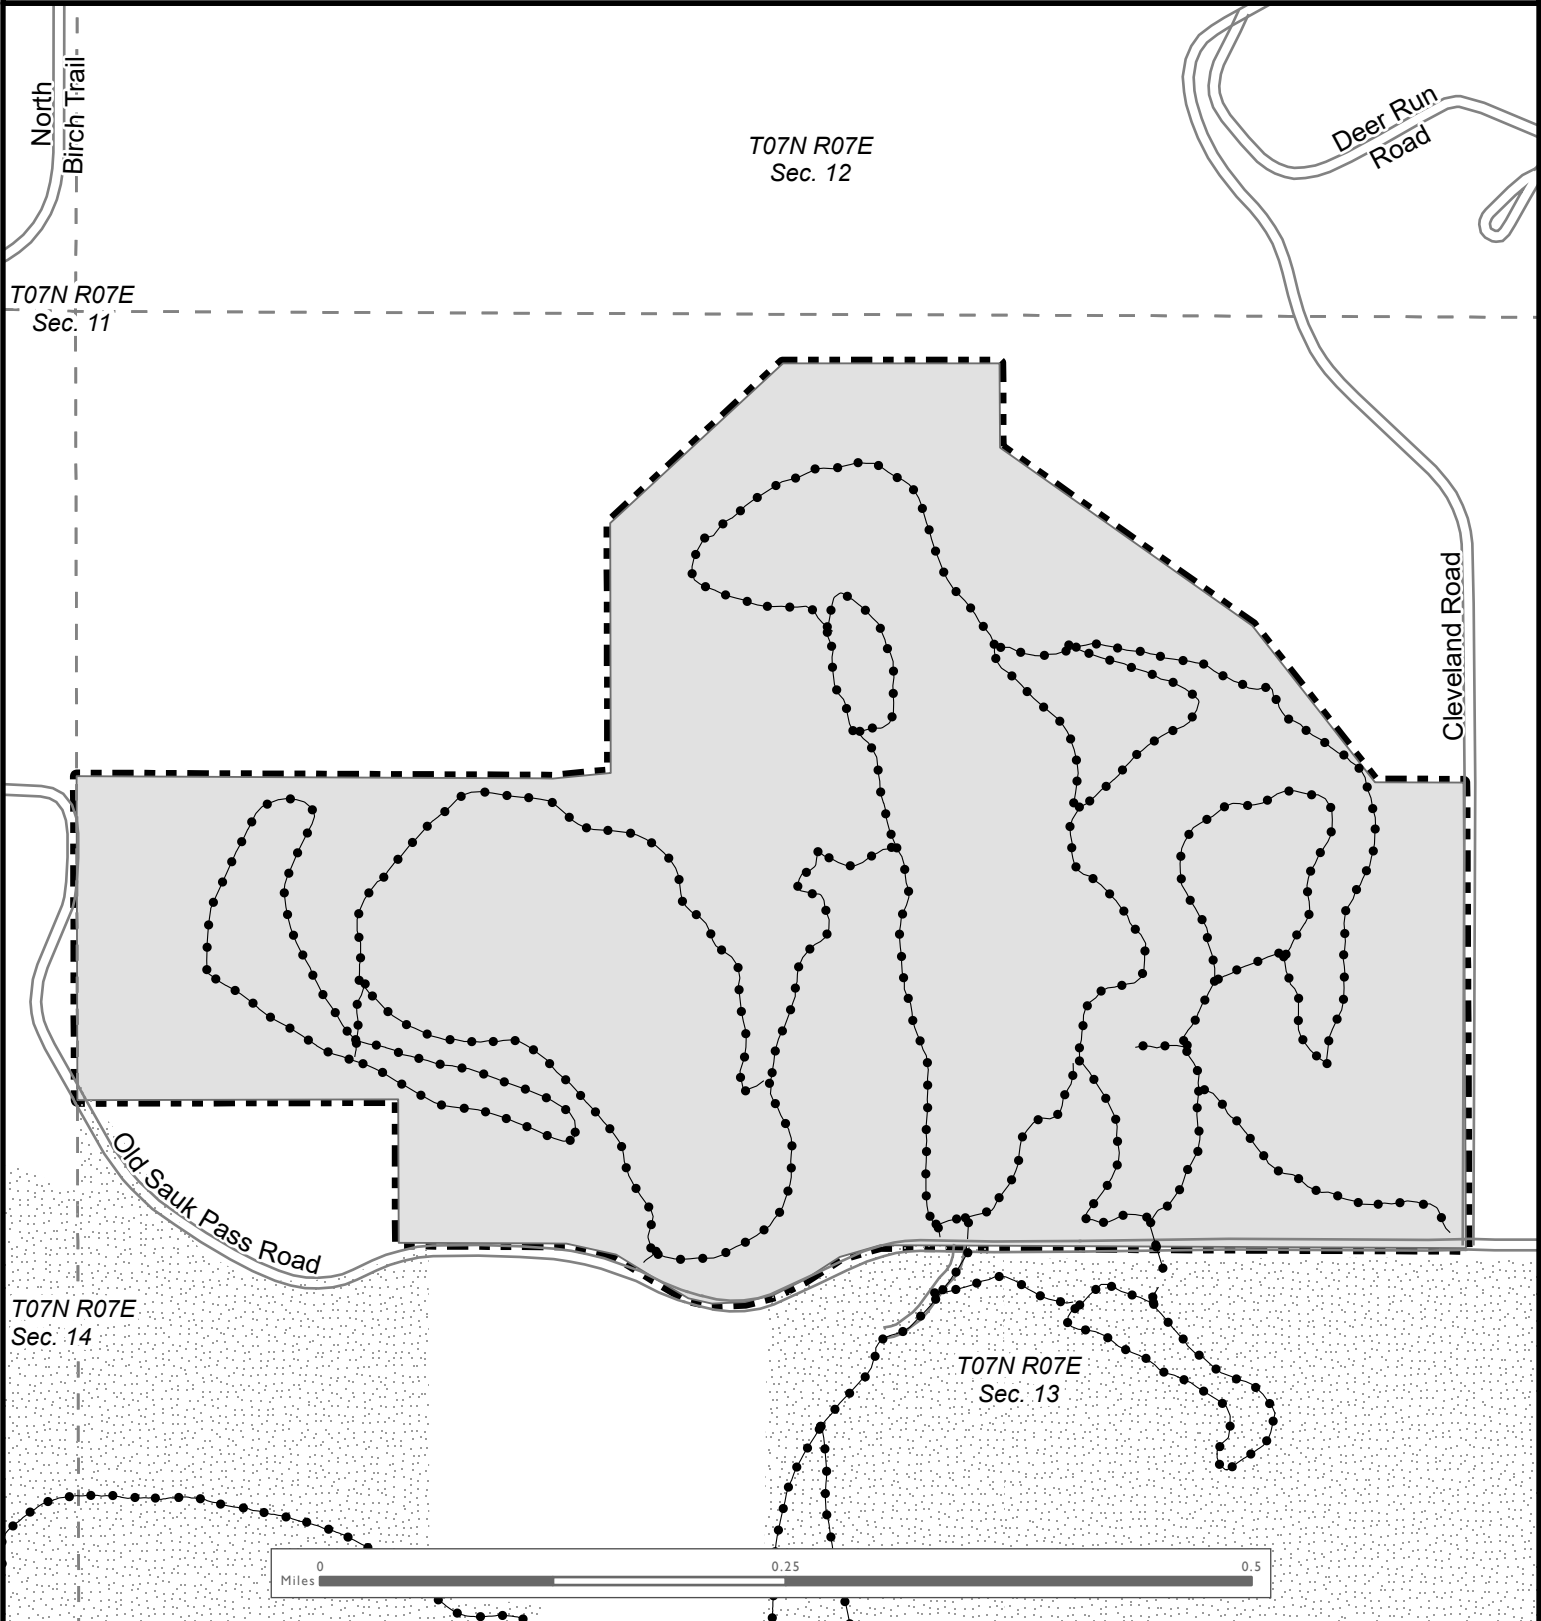 North
Birch Trail
T07N R07E
Sec. 12
Deer Run
Road
T07N R07E
Sec. 11
Cleveland Road
Old Sauk Pass Road
T07N R07E
Sec. 14
T07N R07E
Sec. 13
0 0.25 0.5
Miles